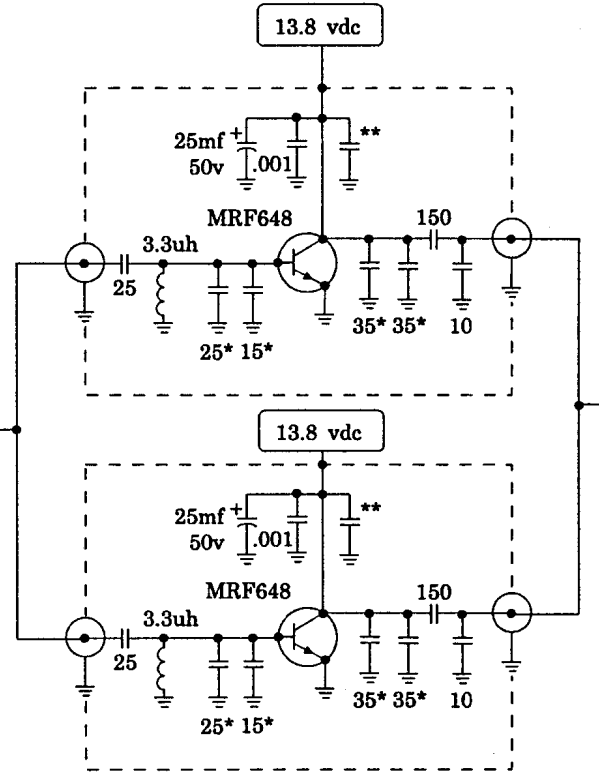 13.8 vdc
25mf + **
50v .001
MRF648
150
3.3uh
25
35* 35* 10
25* 15*
13.8 vdc
25mf + **
50v .001
MRF648
150
3.3uh
25
35* 35* 10
25* 15*